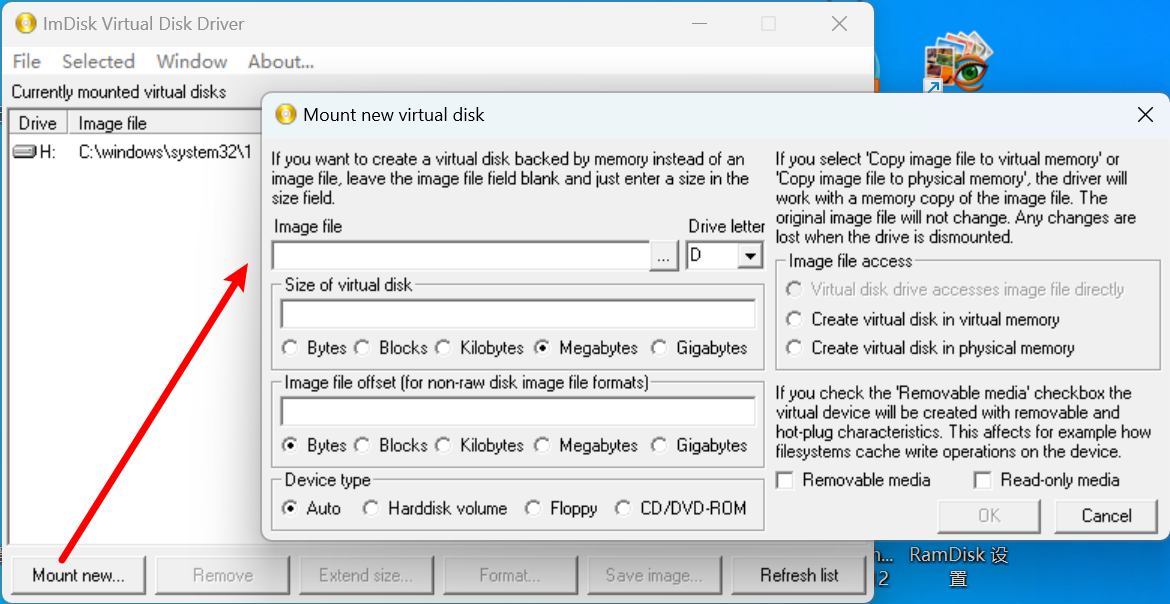 ImDisk Virtual Disk Driver
File Selected Window About...
Currently mounted virtual disks
Drive Image file
H: C:\windows\system32\1
Mount new virtual disk
If you want to create a virtual disk backed by memory instead of an
image file, leave the image file field blank and just enter a size in the
size field.
Image file
Drive letter
...
D
Size of virtual disk
Bytes Blocks Kilobytes Megabytes Gigabytes
Image file offset (for non-raw disk image file formats)
Bytes Blocks Kilobytes Megabytes Gigabytes
Device type
Auto Harddisk volume Floppy CD/DVD-ROM
If you select 'Copy image file to virtual memory' or
'Copy image file to physical memory', the driver will
work with a memory copy of the image file. The
original image file will not change. Any changes are
lost when the drive is dismounted.
Image file access
Virtual disk drive accesses image file directly
Create virtual disk in virtual memory
Create virtual disk in physical memory
If you check the 'Removable media' checkbox the
virtual device will be created with removable and
hot-plug characteristics. This affects for example how
filesystems cache write operations on the device.
Removable media Read-only media
OK Cancel
Mount new... Remove Extend size... Format... Save image... Refresh list
RamDisk 设
置